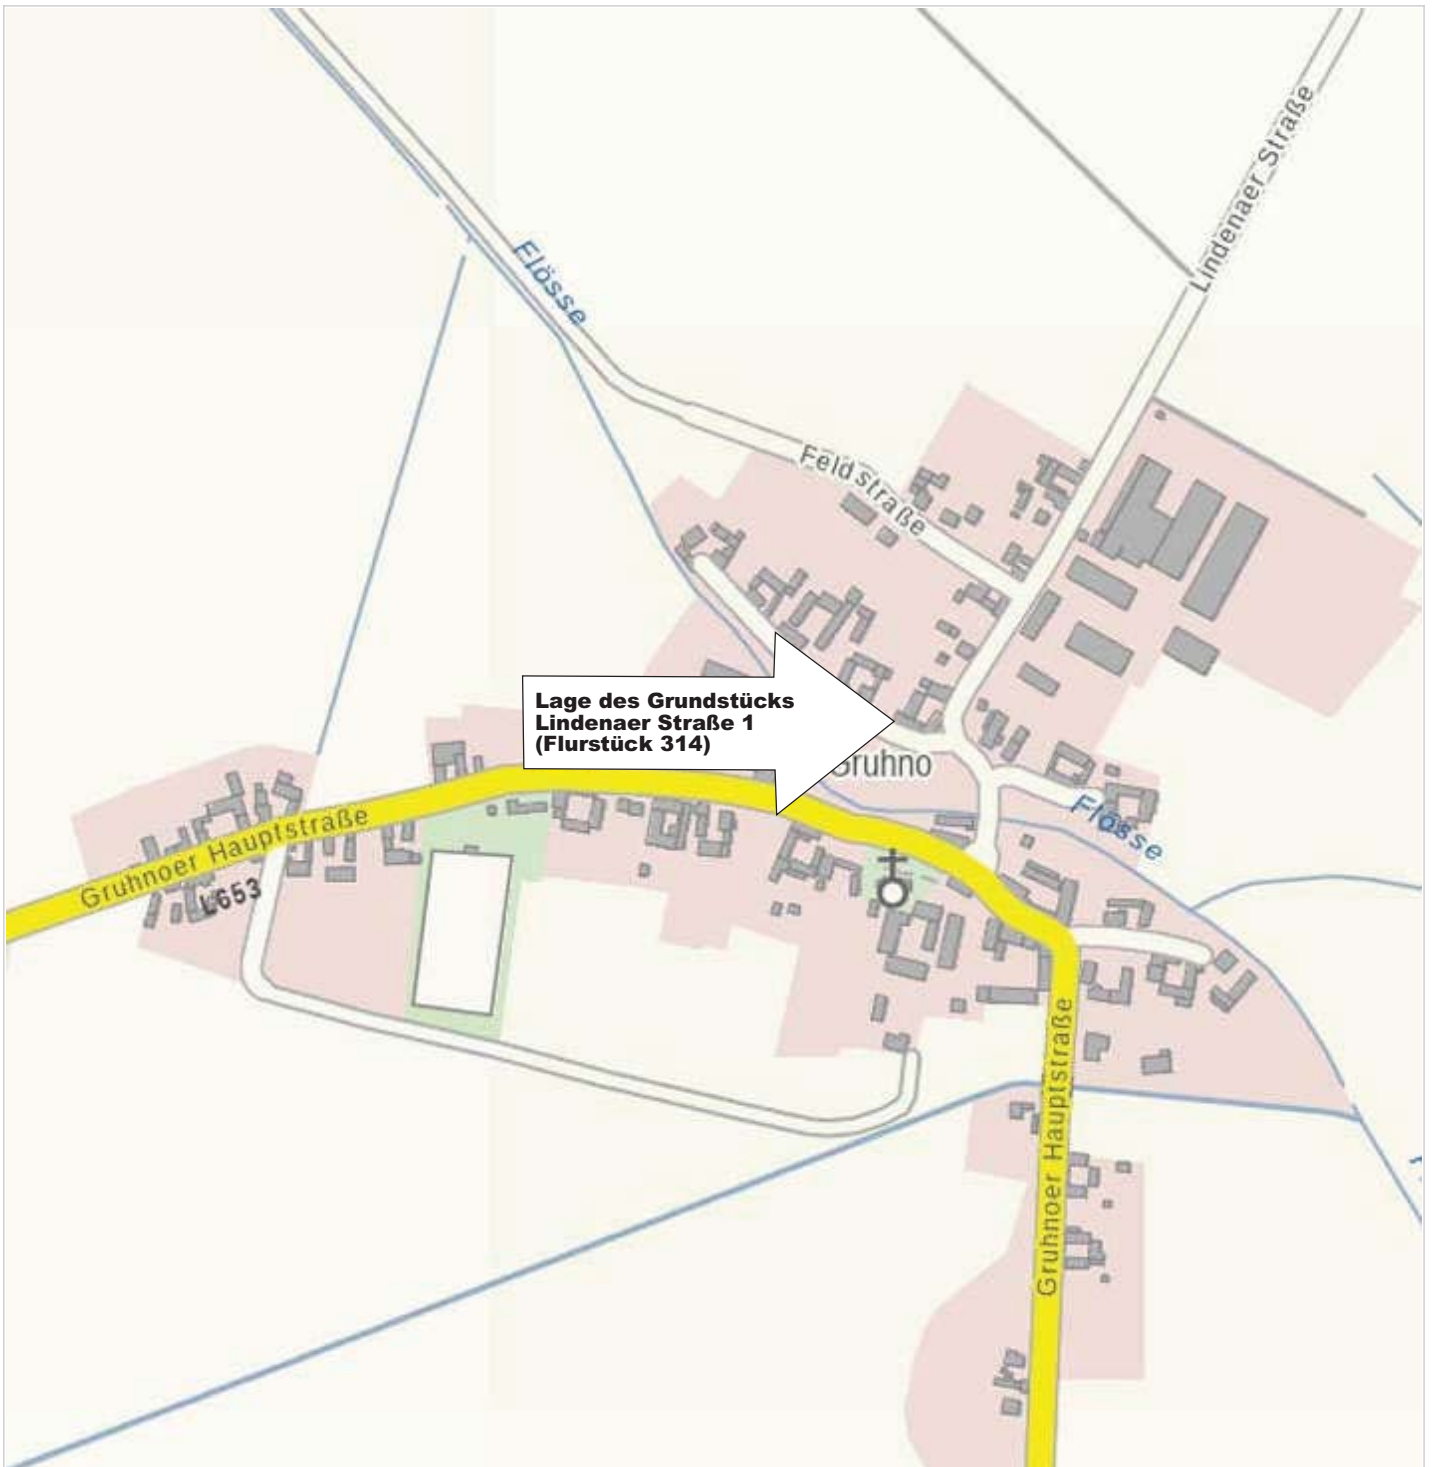 Lindenaer Straße
Flösse
Feldstraße
Lage des Grundstücks
Lindenaer Straße 1
(Flurstück 314)
Gruhno
Flösse
Gruhnoer Hauptstraße
L653
Gruhnoer Hauptstraße